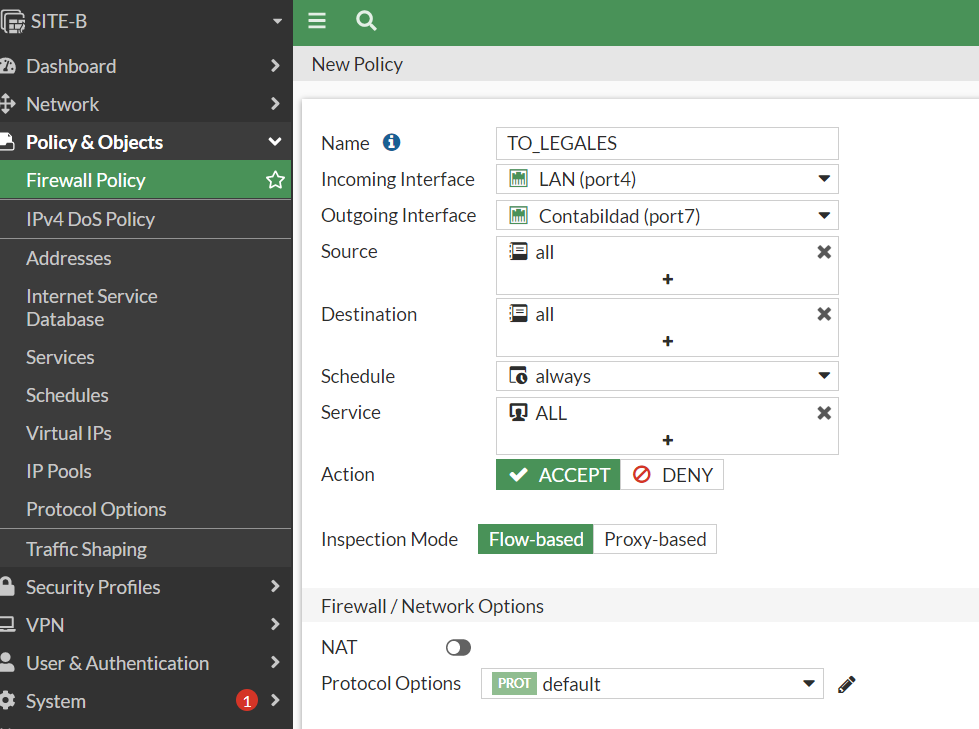 SITE-B
Dashboard
Network
Policy & Objects
Firewall Policy
IPv4 DoS Policy
Addresses
Internet Service
Database
Services
Schedules
Virtual IPs
IP Pools
Protocol Options
Traffic Shaping
Security Profiles
VPN
User & Authentication
System 1
New Policy
Name TO_LEGALES
Incoming Interface LAN (port4)
Outgoing Interface Contabildad (port7)
Source all
+
Destination all
+
Schedule always
Service ALL
+
Action ACCEPT DENY
Inspection Mode Flow-based Proxy-based
Firewall / Network Options
NAT
Protocol Options PROT default